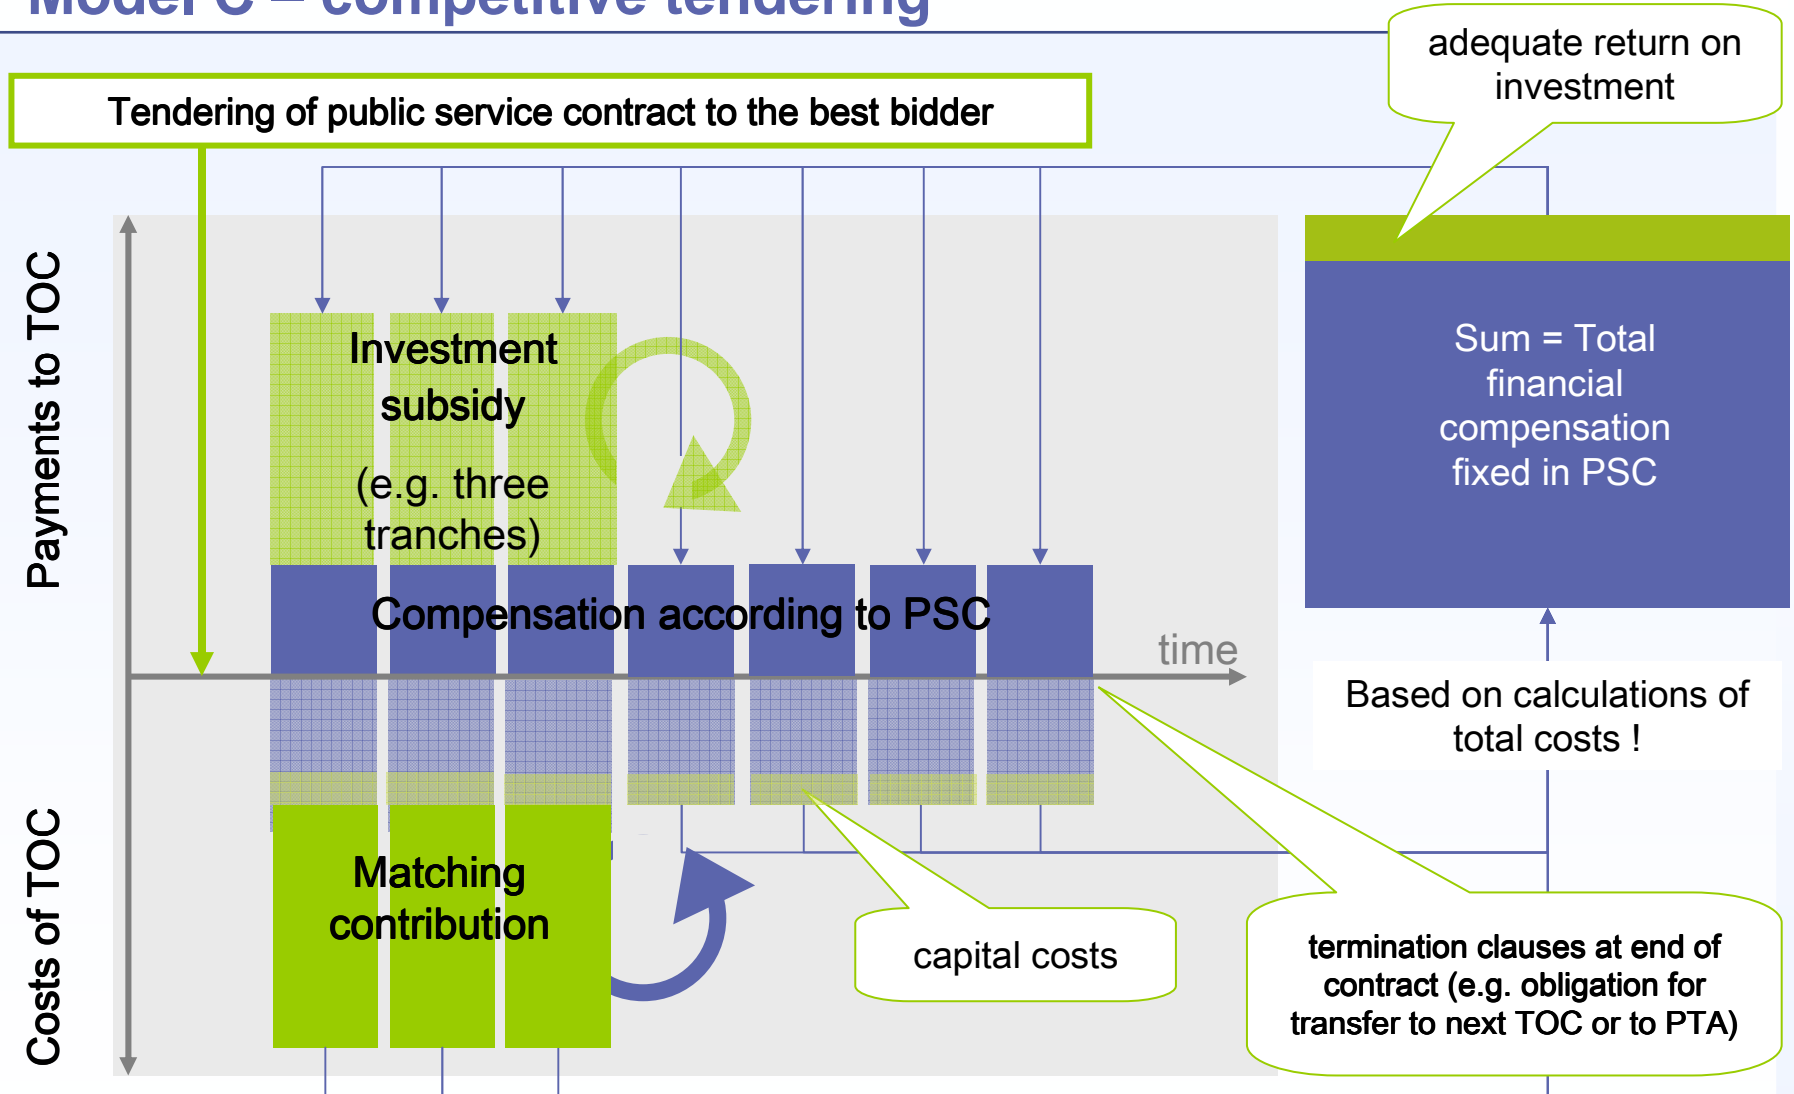 Model C – competitive tendering
adequate return on
investment
Tendering of public service contract to the best bidder
Payments to TOC
Investment
subsidy
(e.g. three
tranches)
Sum = Total
financial
compensation
fixed in PSC
Compensation according to PSC
time
Based on calculations of
total costs !
Costs of TOC
Matching
contribution
capital costs
termination clauses at end of
contract (e.g. obligation for
transfer to next TOC or to PTA)